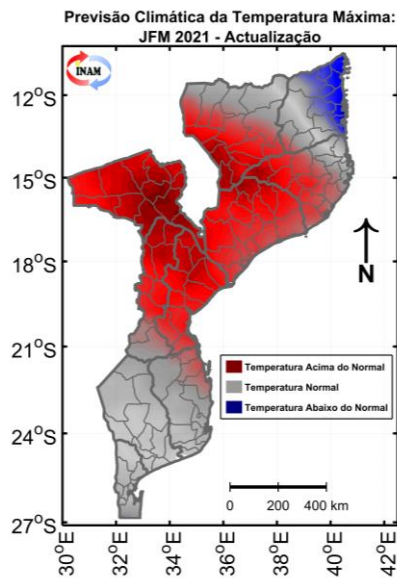 Previsão Climática da Temperatura Máxima:
JFM 2021 - Actualização
INAM
12°S
15°S
18°S
21°S
24°S
27°S
N
Temperatura Acima do Normal
Temperatura Normal
Temperatura Abaixo do Normal
0 200 400 km
30°E 32°E 34°E 36°E 38°E 40°E 42°E